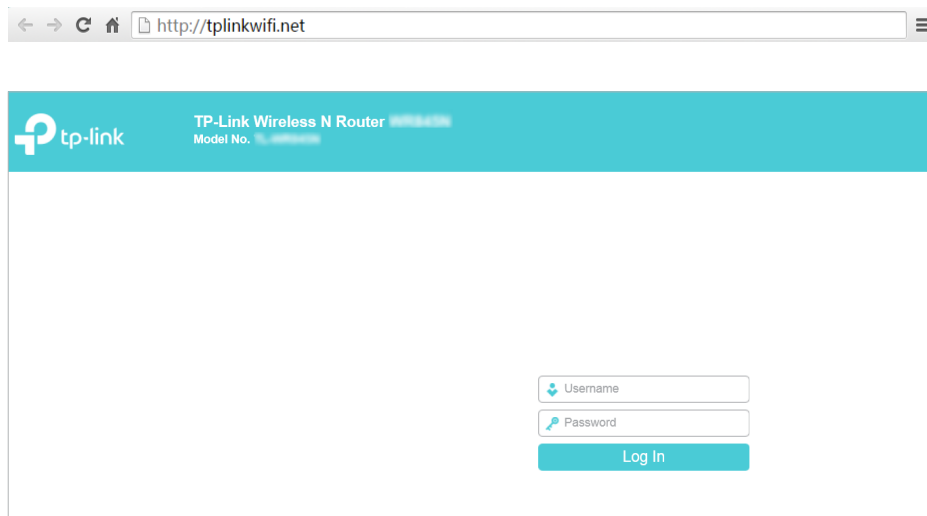 http://tplinkwifi.net
tp-link
TP-Link Wireless N Router
Model No.
Username
Password
Log In